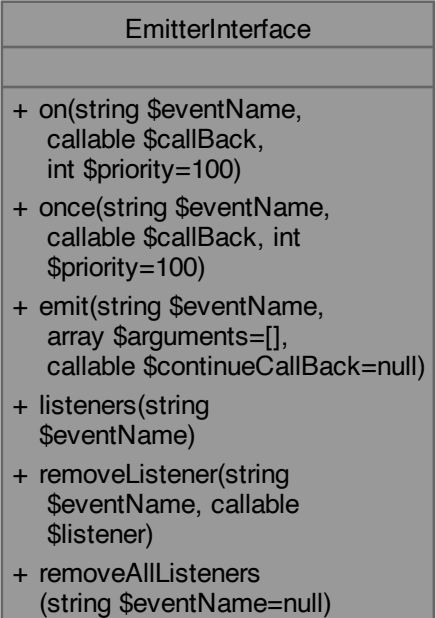 EmitterInterface
+ on(string $eventName,
callable $callBack,
int $priority=100)
+ once(string $eventName,
callable $callBack, int
$priority=100)
+ emit(string $eventName,
array $arguments=[],
callable $continueCallBack=null)
+ listeners(string
$eventName)
+ removeListener(string
$eventName, callable
$listener)
+ removeAllListeners
(string $eventName=null)